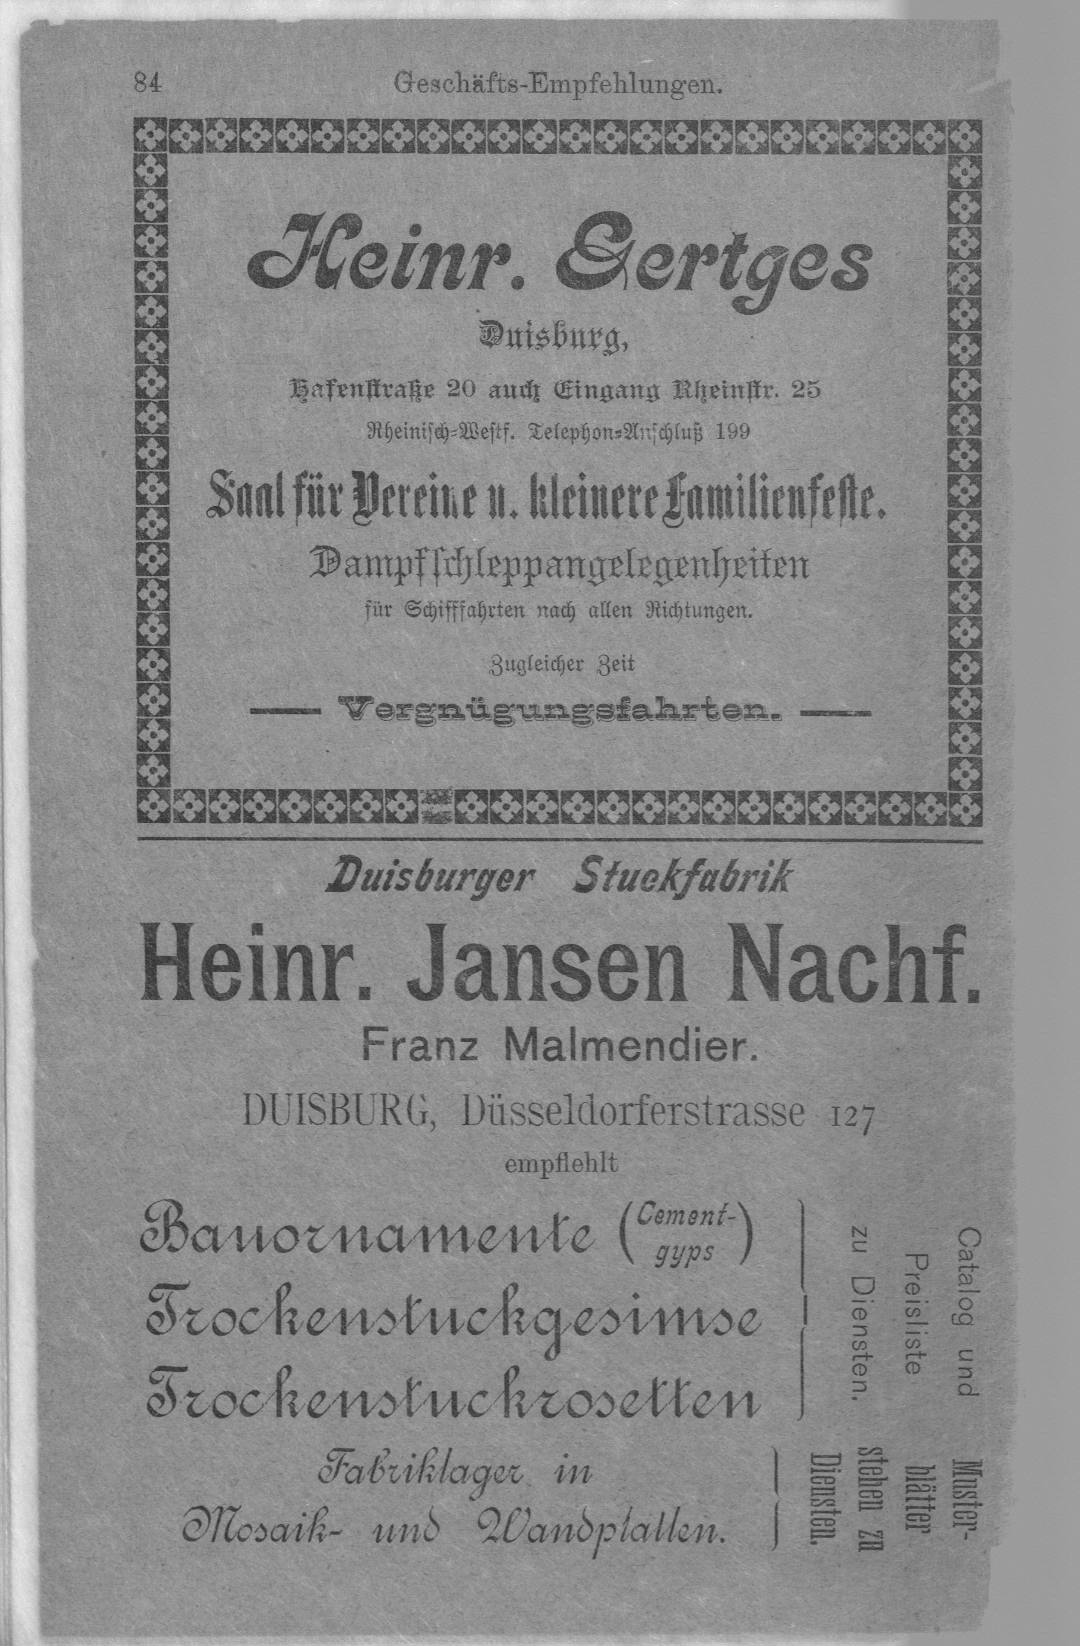 84
Geschäfts-Empfehlungen.
Heinr. Gertges
Duisburg,
Hafenstraße 20 auch Eingang Rheinstr. 25
Rheinisch-Westf. Telephon-Anschluß 199
Saal für Vereine u. kleinere Familienfeste.
Dampfschleppangelegenheiten
für Schifffahrten nach allen Richtungen.
Zugleicher Zeit
Vergnügungsfahrten.
Duisburger Stuckfabrik
Heinr. Jansen Nachf.
Franz Malmendier.
DUISBURG, Düsseldorferstrasse 127
empfiehlt
Bauornamente (Cement-
gyps)
Trockenstuckgesimse
Trockenstuckrosetten
Catalog und
Preisliste
zu Diensten.
Fabriklager in
Mosaik- und Wandplatten.
Muster-
blätter
stehen zu
Diensten.